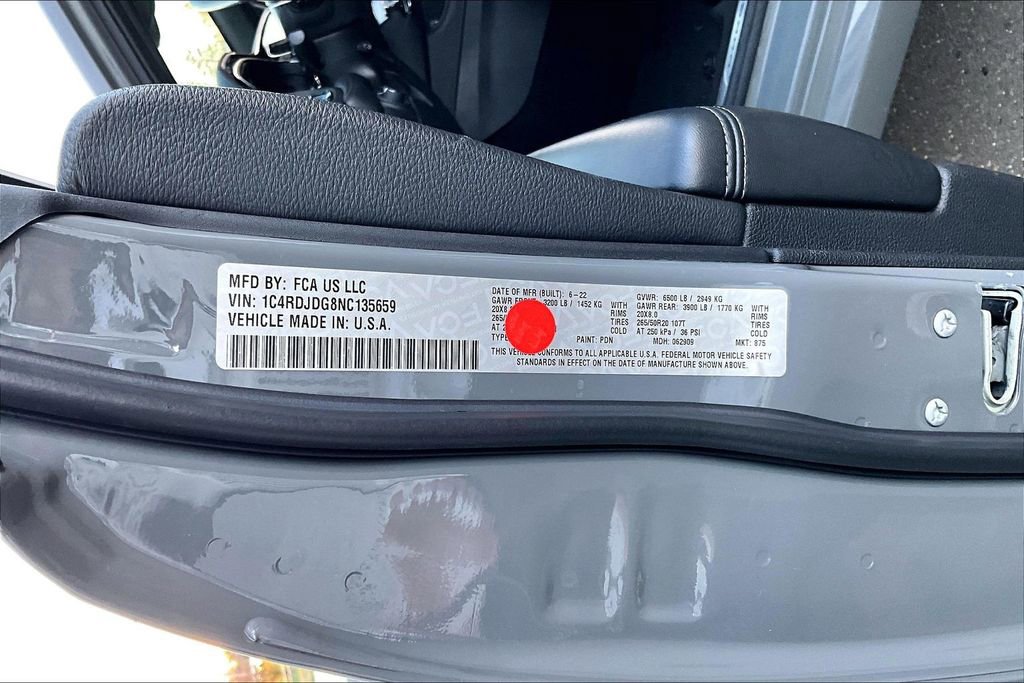 MFD BY: FCA US LLC
VIN: 1C4RDJDG8NC135659
VEHICLE MADE IN: U.S.A.
DATE OF MFR (BUILT): 6-22
GAWR 3200 LB / 1452 KG WITH
20X8 RIMS
265/ TIRES
AT COLD
TYPE PAINT: PDN
GVWR: 6500 LB / 2949 KG
GAWR REAR: 3900 LB / 1770 KG WITH
20X8.0 RIMS
265/50R20 107T TIRES
AT 250 kPa / 36 PSI COLD
MDH: 062909 MKT: 875
THIS CONFORMS TO ALL APPLICABLE U.S.A. FEDERAL MOTOR VEHICLE SAFETY
STANDARDS IN EFFECT ON THE DATE OF MANUFACTURE SHOWN ABOVE.